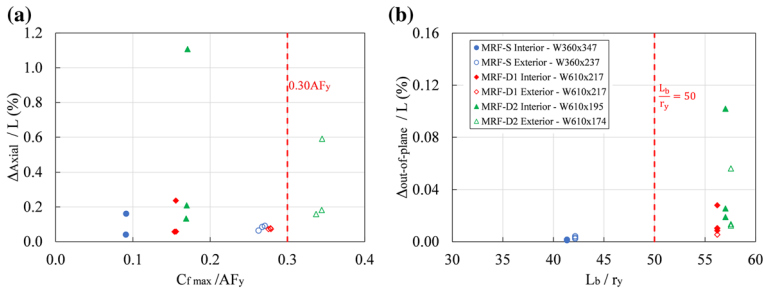 (a)
1.2
1.0
0.8
0.6
0.4
0.2
0.0
ΔAxial / L (%)
0.30AFy
0.0 0.1 0.2 0.3 0.4
Cf max /AFy
(b)
0.16
0.12
0.08
0.04
0.00
Δout-of-plane / L (%)
MRF-S Interior - W360x347
MRF-S Exterior - W360x237
MRF-D1 Interior - W610x217
MRF-D1 Exterior - W610x217
MRF-D2 Interior - W610x195
MRF-D2 Exterior - W610x174
Lb
ry = 50
30 35 40 45 50 55 60
Lb / ry